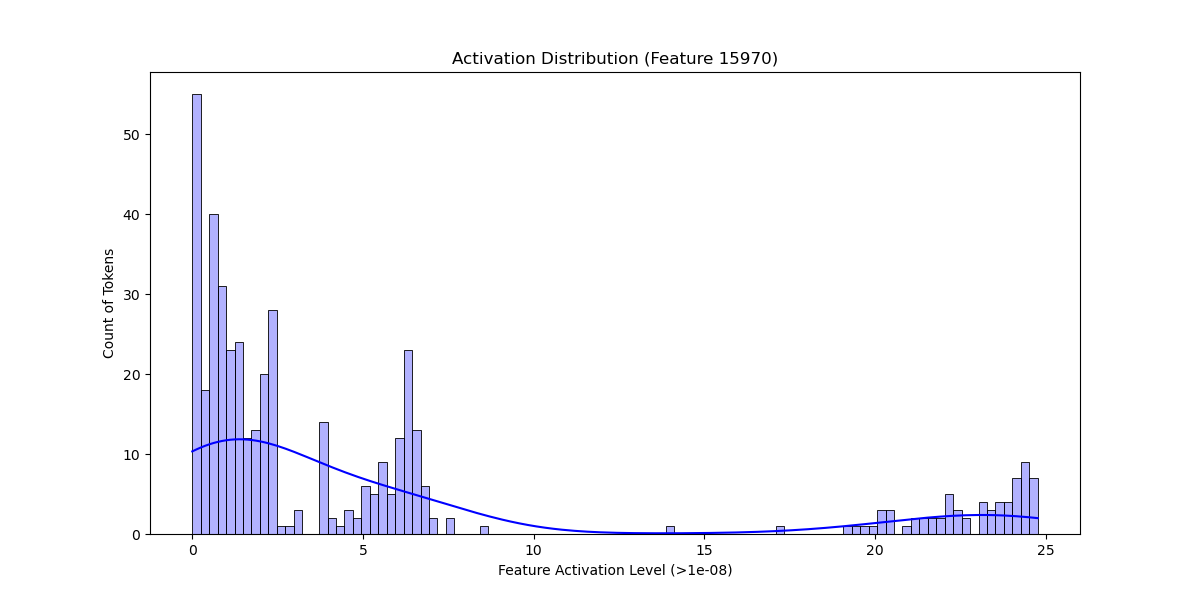 Activation Distribution (Feature 15970)
50
40
30
20
10
0
Count of Tokens
0 5 10 15 20 25
Feature Activation Level (>1e-08)